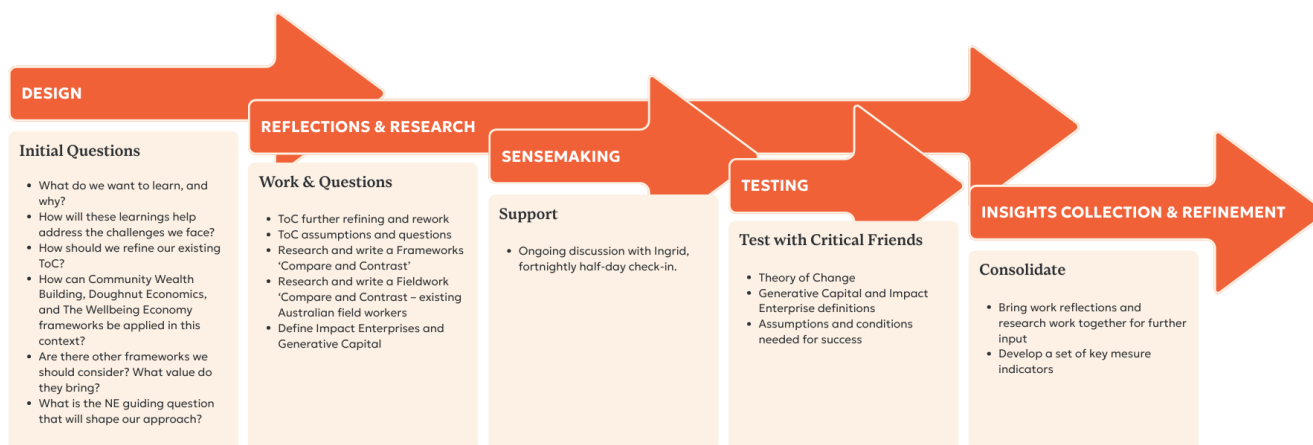 DESIGN
Initial Questions
• What do we want to learn, and
why?
• How will these learnings help
address the challenges we face?
• How should we refine our existing
ToC?
• How can Community Wealth
Building, Doughnut Economics,
and The Wellbeing Economy
frameworks be applied in this
context?
• Are there other frameworks we
should consider? What value do
they bring?
• What is the NE guiding question
that will shape our approach?
REFLECTIONS & RESEARCH
Work & Questions
• ToC further refining and rework
• ToC assumptions and questions
• Research and write a Frameworks
‘Compare and Contrast’
• Research and write a Fieldwork
‘Compare and Contrast – existing
Australian field workers
• Define Impact Enterprises and
Generative Capital
SENSEMAKING
Support
• Ongoing discussion with Ingrid,
fortnightly half-day check-in.
TESTING
Test with Critical Friends
• Theory of Change
• Generative Capital and Impact
Enterprise definitions
• Assumptions and conditions
needed for success
INSIGHTS COLLECTION & REFINEMENT
Consolidate
• Bring work reflections and
research work together for further
input
• Develop a set of key mesure
indicators